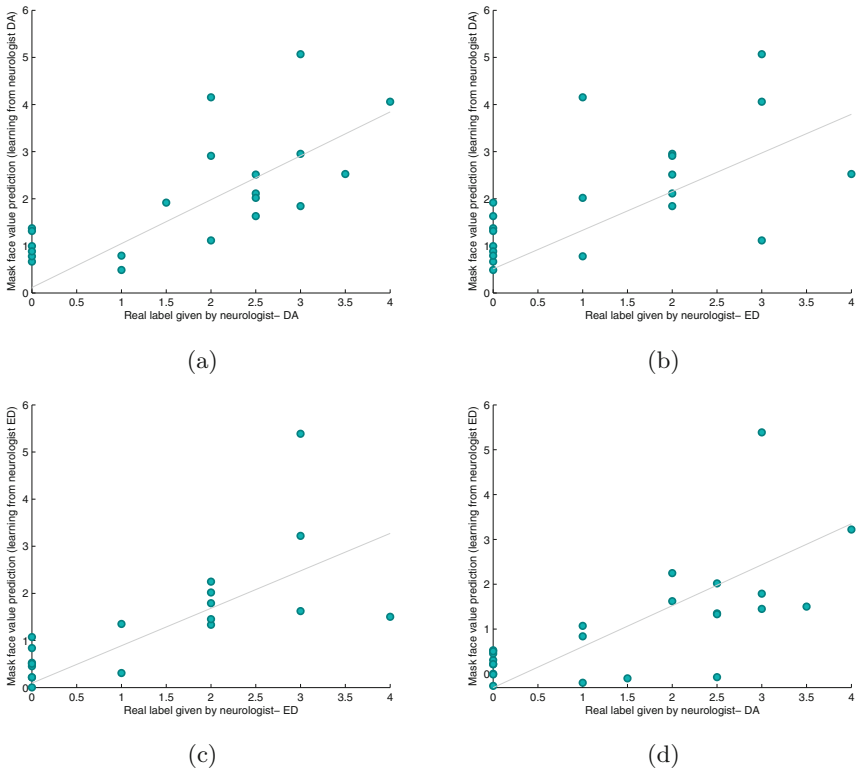 6
5
4
3
2
1
0
0 0.5 1 1.5 2 2.5 3 3.5 4
Mask face value prediction (learning from neurologist DA)
Real label given by neurologist− DA
(a)
6
5
4
3
2
1
0
0 0.5 1 1.5 2 2.5 3 3.5 4
Mask face value prediction (learning from neurologist DA)
Real label given by neurologist− ED
(b)
6
5
4
3
2
1
0
0 0.5 1 1.5 2 2.5 3 3.5 4
Mask face value prediction (learning from neurologist ED)
Real label given by neurologist− ED
(c)
6
5
4
3
2
1
0
0 0.5 1 1.5 2 2.5 3 3.5 4
Mask face value prediction (learning from neurologist ED)
Real label given by neurologist− DA
(d)